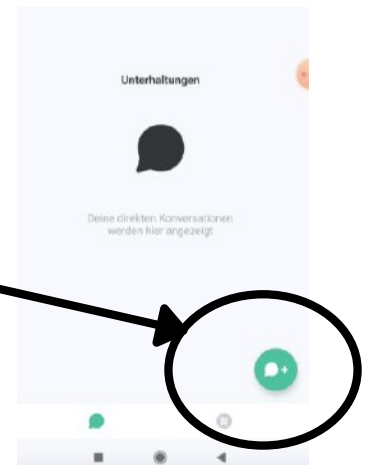 Unterhaltungen
Deine direkten Konversationen
werden hier angezeigt